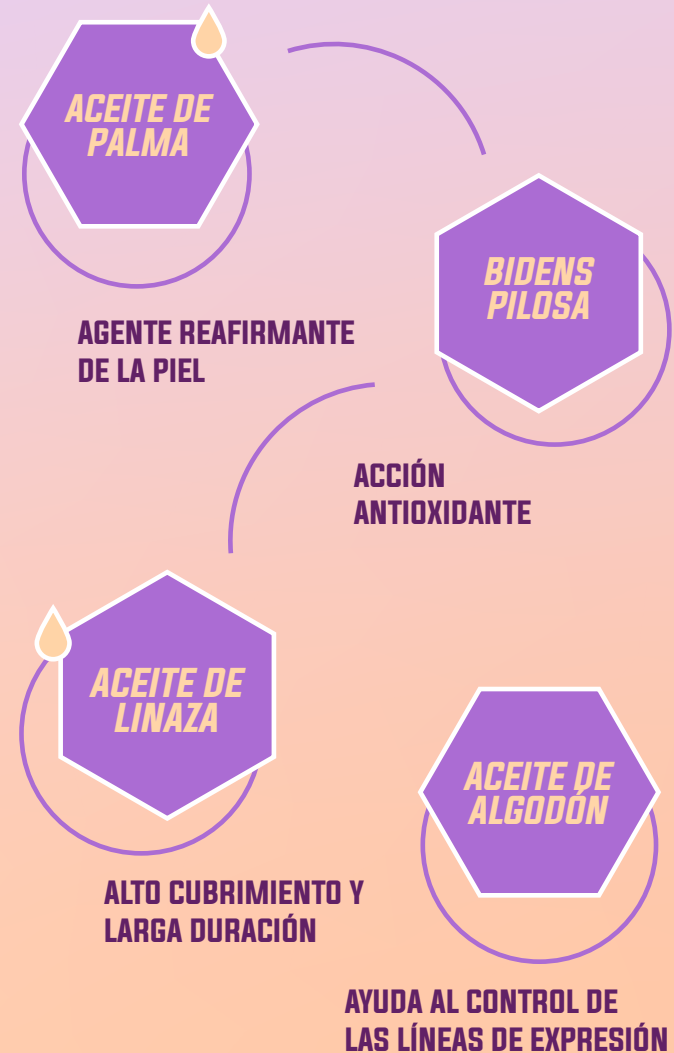 ACEITE DE
PALMA
AGENTE REAFIRMANTE
DE LA PIEL
BIDENS
PILOSA
ACCIÓN
ANTIOXIDANTE
ACEITE DE
LINAZA
ALTO CUBRIMIENTO Y
LARGA DURACIÓN
ACEITE DE
ALGODÓN
AYUDA AL CONTROL DE
LAS LÍNEAS DE EXPRESIÓN